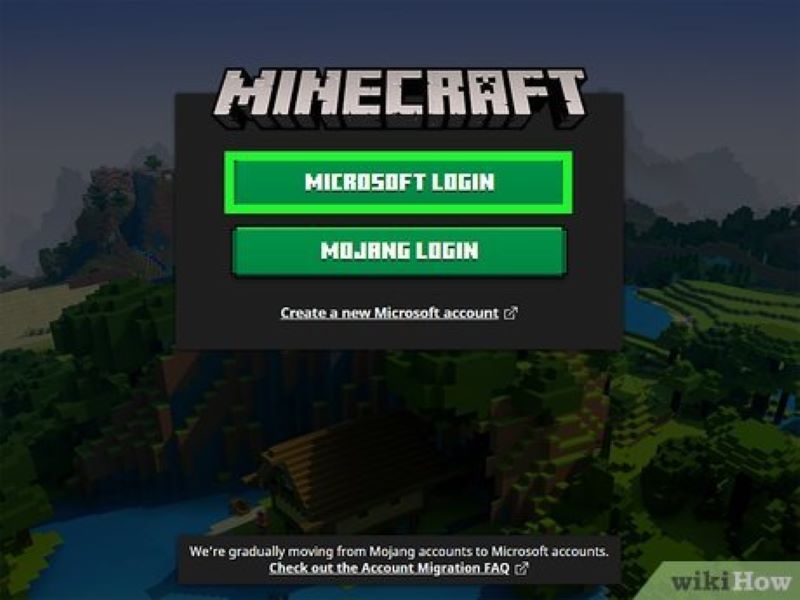 MINECRAFT
MICROSOFT LOGIN
MOJANG LOGIN
Create a new Microsoft account
We're gradually moving from Mojang accounts to Microsoft accounts.
Check out the Account Migration FAQ
wikiHow